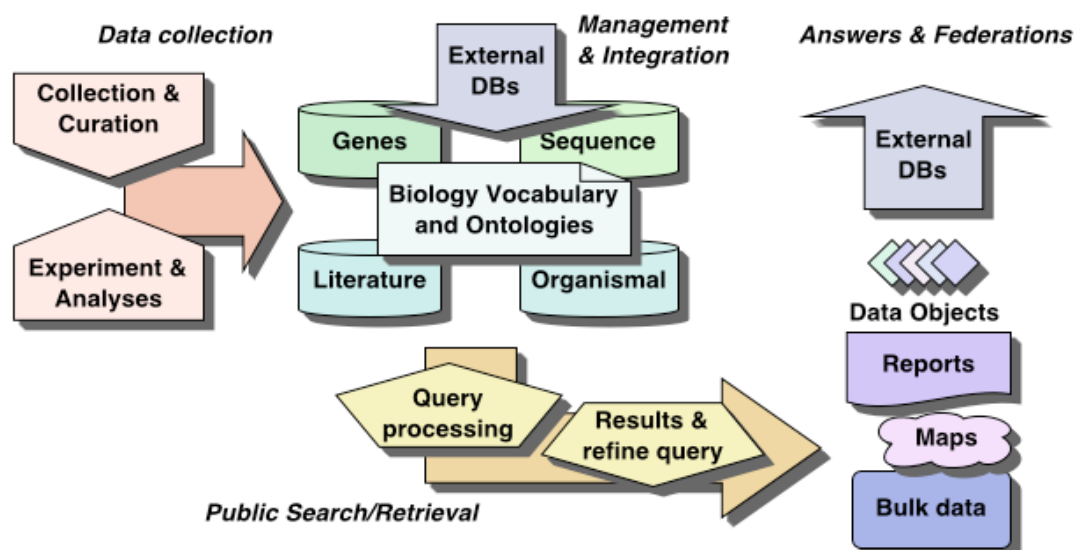 Data collection
Collection &
Curation
Experiment &
Analyses
Management
& Integration
External
DBs
Genes
Sequence
Biology Vocabulary
and Ontologies
Literature
Organismal
Query
processing
Results &
refine query
Public Search/Retrieval
Answers & Federations
External
DBs
Data Objects
Reports
Maps
Bulk data